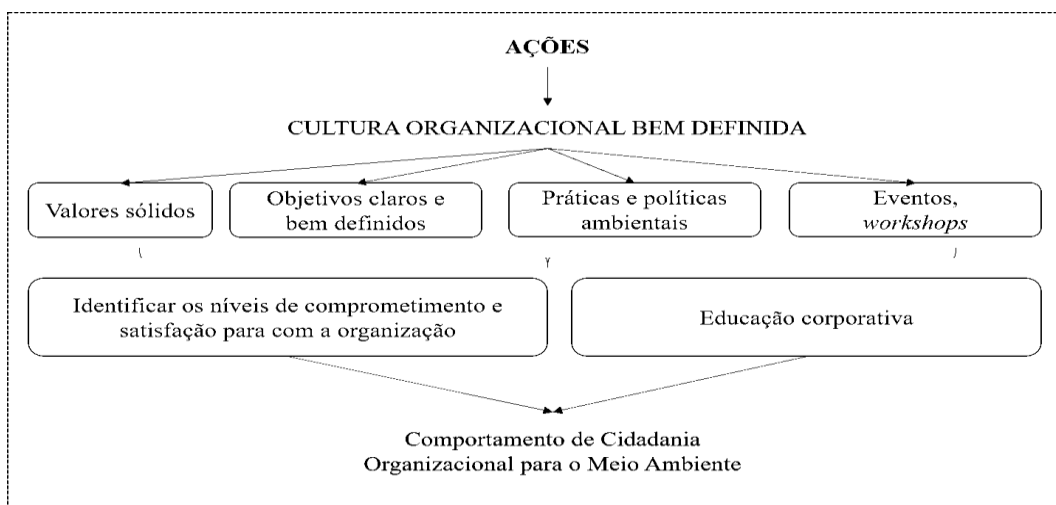 AÇÕES
CULTURA ORGANIZACIONAL BEM DEFINIDA
Valores sólidos
Objetivos claros e
bem definidos
Práticas e políticas
ambientais
Eventos,
workshops
Identificar os níveis de comprometimento e
satisfação para com a organização
Educação corporativa
Comportamento de Cidadania
Organizacional para o Meio Ambiente